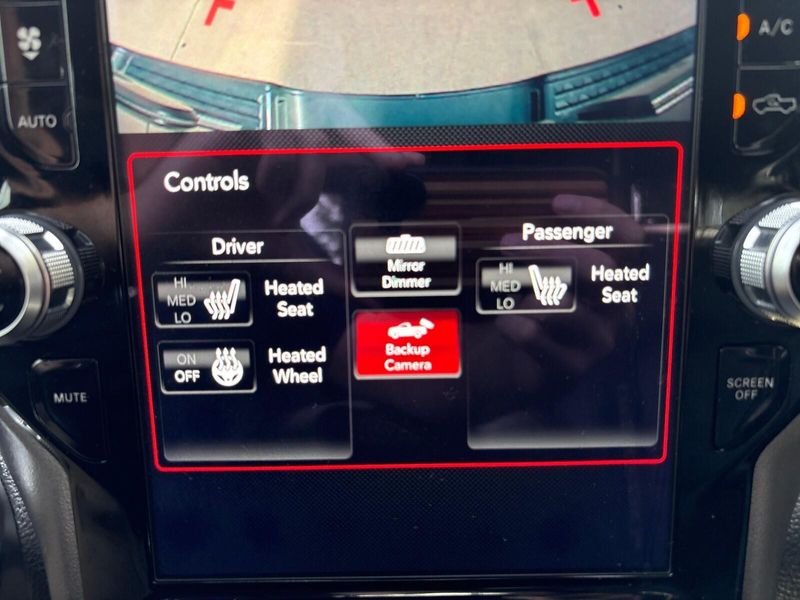 A/C
AUTO
Controls
Driver
Passenger
HI
MED
LO
Heated
Seat
Mirror
Dimmer
HI
MED
LO
Heated
Seat
ON
OFF
Heated
Wheel
Backup
Camera
MUTE
SCREEN
OFF